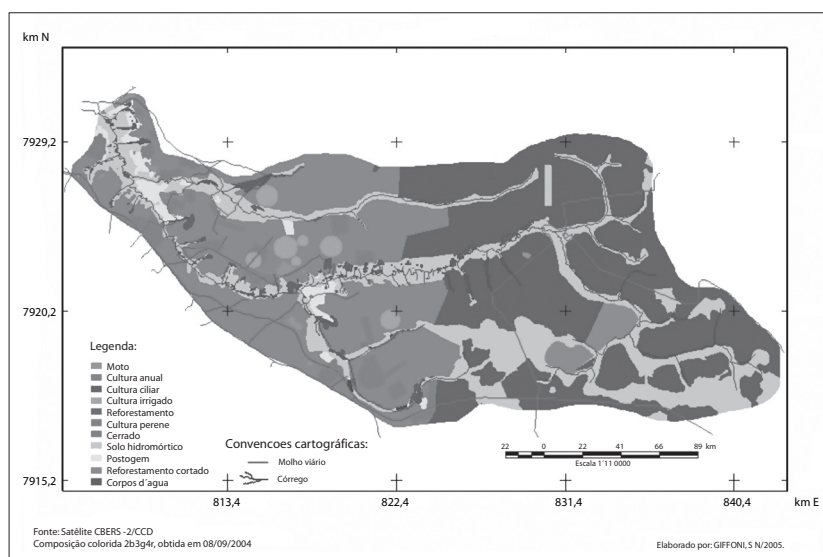 km N
7929,2
7920,2
7915,2
Legenda:
Moto
Cultura anual
Cultura ciliar
Cultura irrigado
Reforestamento
Cultura perene
Cerrado
Solo hidromórtico
Postogem
Reforestamento cortado
Corpos d´agua
Convencoes cartográficas:
Molho viário
Córrego
22 0 22 41 66 89 km
Escala 1´11 0000
813,4 822,4 831,4 840,4 km E
Fonte: Satélite CBERS -2/CCD
Composição colorida 2b3g4r, obtida em 08/09/2004
Elaborado por: GIFFONI, S N/2005.